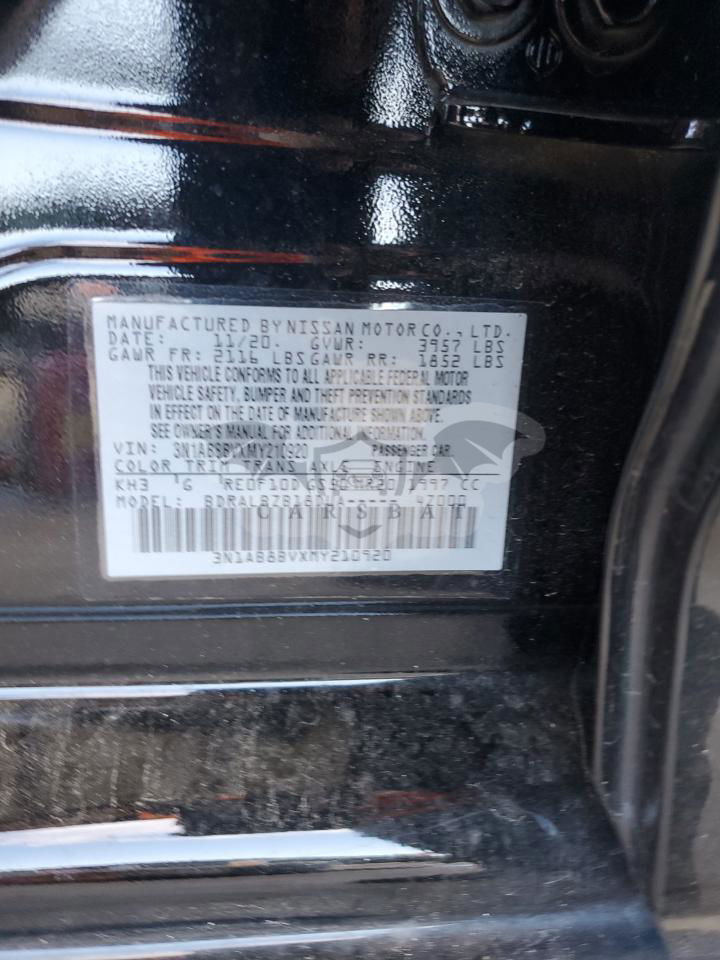 MANUFACTURED BY NISSAN MOTOR CO., LTD.
DATE: 11/20. GVWR: 3957 LBS
GAWR FR: 2116 LBS GAWR RR: 1852 LBS
THIS VEHICLE CONFORMS TO ALL APPLICABLE FEDERAL MOTOR
VEHICLE SAFETY, BUMPER AND THEFT PREVENTION STANDARDS
IN EFFECT ON THE DATE OF MANUFACTURE SHOWN ABOVE.
SEE OWNER'S MANUAL FOR ADDITIONAL INFORMATION.
VIN: 3N1AB8BVXMY210920 PASSENGER CAR.
COLOR TRIM TRANS AXLE ENGINE
KH3 G RE0F10D MR20 1997 CC
MODEL: 47000
CARSBAT
3N1AB8BVXMY210920